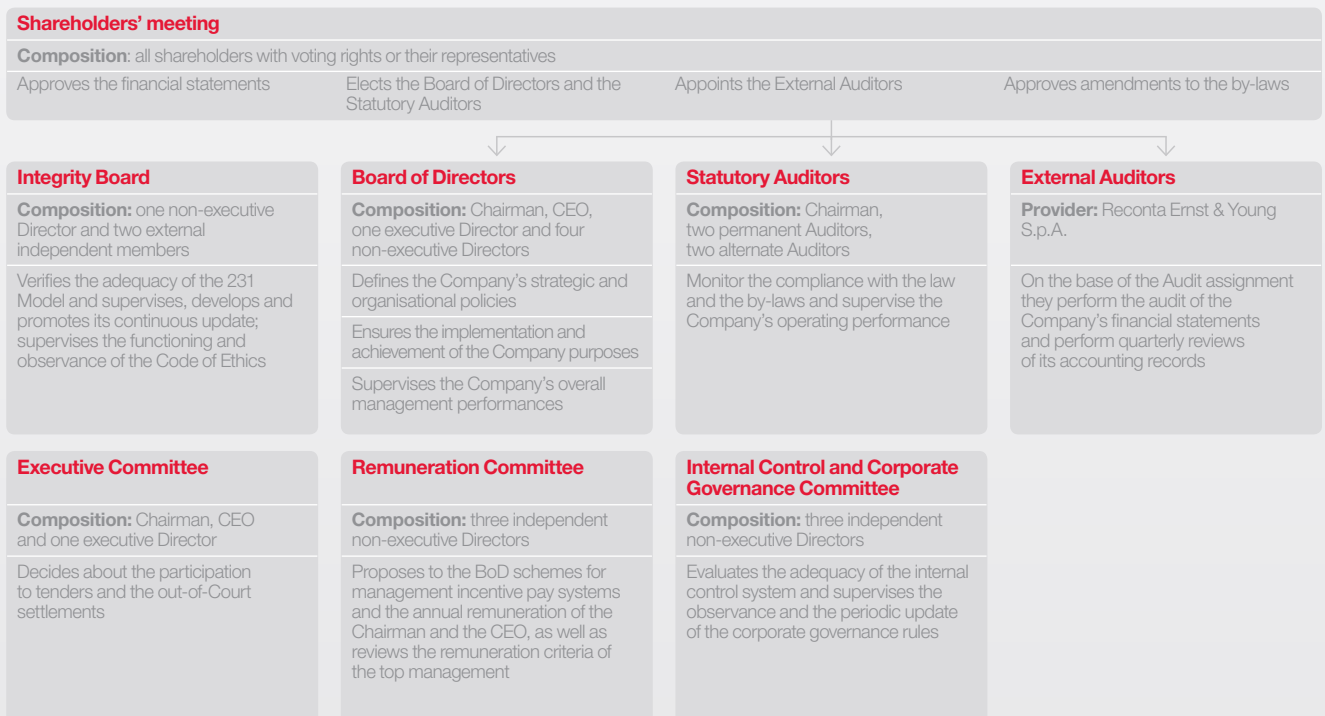 Shareholders’ meeting
Composition: all shareholders with voting rights or their representatives
Approves the financial statements
Elects the Board of Directors and the
Statutory Auditors
Appoints the External Auditors
Approves amendments to the by-laws
Integrity Board
Composition: one non-executive
Director and two external
independent members
Verifies the adequacy of the 231
Model and supervises, develops and
promotes its continuous update;
supervises the functioning and
observance of the Code of Ethics
Board of Directors
Composition: Chairman, CEO,
one executive Director and four
non-executive Directors
Defines the Company’s strategic and
organisational policies
Ensures the implementation and
achievement of the Company purposes
Supervises the Company’s overall
management performances
Statutory Auditors
Composition: Chairman,
two permanent Auditors,
two alternate Auditors
Monitor the compliance with the law
and the by-laws and supervise the
Company’s operating performance
External Auditors
Provider: Reconta Ernst & Young
S.p.A.
On the base of the Audit assignment
they perform the audit of the
Company’s financial statements
and perform quarterly reviews
of its accounting records
Executive Committee
Composition: Chairman, CEO
and one executive Director
Decides about the participation
to tenders and the out-of-Court
settlements
Remuneration Committee
Composition: three independent
non-executive Directors
Proposes to the BoD schemes for
management incentive pay systems
and the annual remuneration of the
Chairman and the CEO, as well as
reviews the remuneration criteria of
the top management
Internal Control and Corporate
Governance Committee
Composition: three independent
non-executive Directors
Evaluates the adequacy of the internal
control system and supervises the
observance and the periodic update
of the corporate governance rules